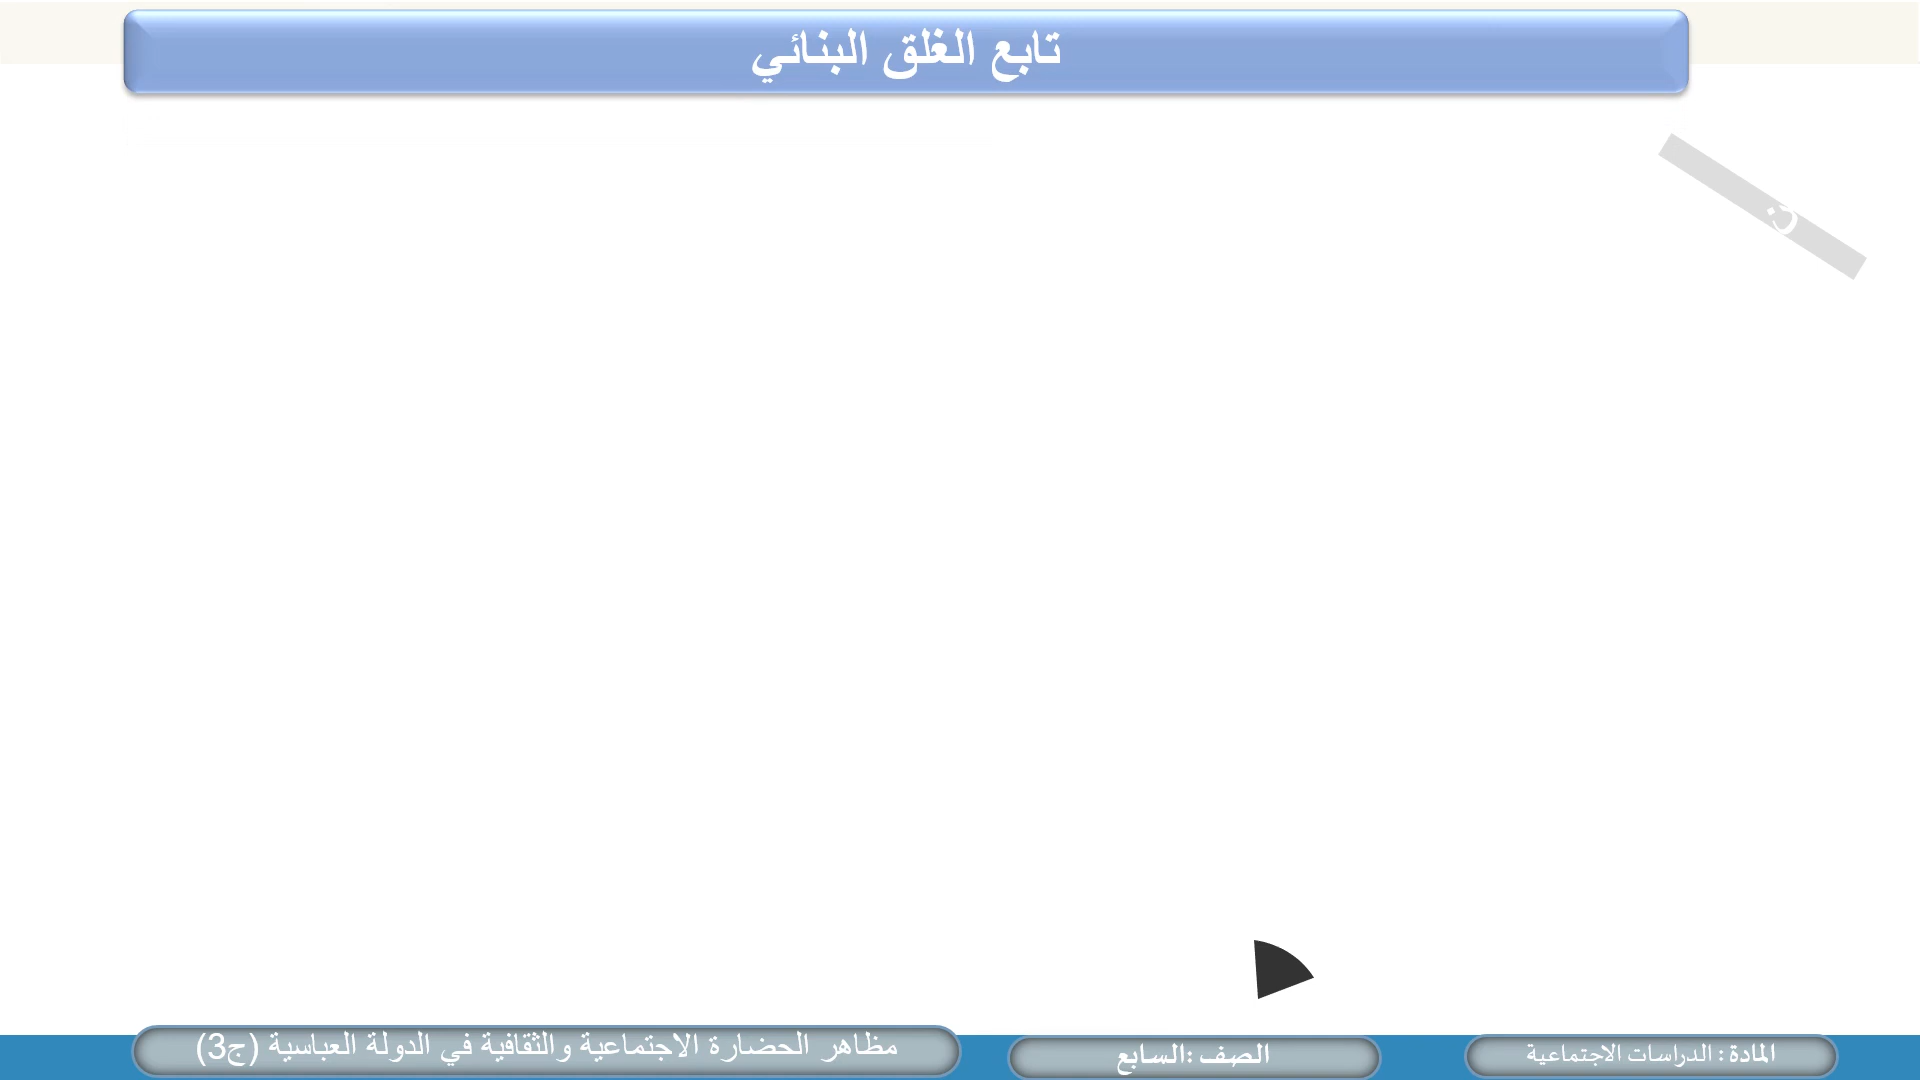 تابع الغلق البنائي
ن
المادة : الدراسات الاجتماعية
الصف :السابع
مظاهر الحضارة الاجتماعية والثقافية في الدولة العباسية (ج3)